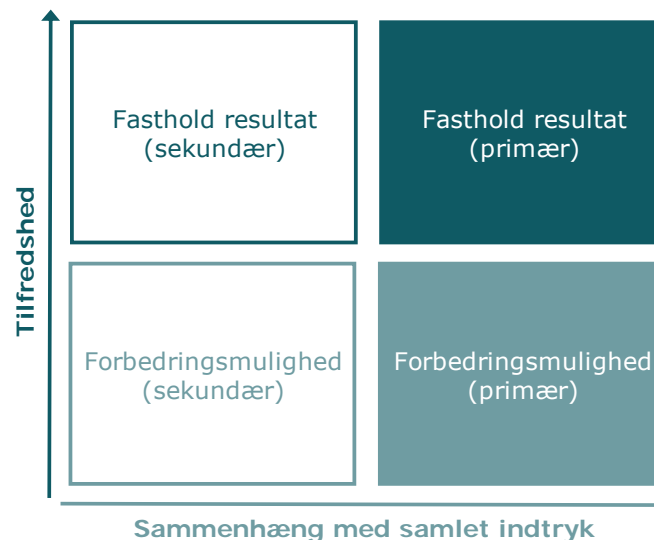 Tilfredshed
Fasthold resultat
(sekundær)
Fasthold resultat
(primær)
Forbedringsmulighed
(sekundær)
Forbedringsmulighed
(primær)
Sammenhæng med samlet indtryk